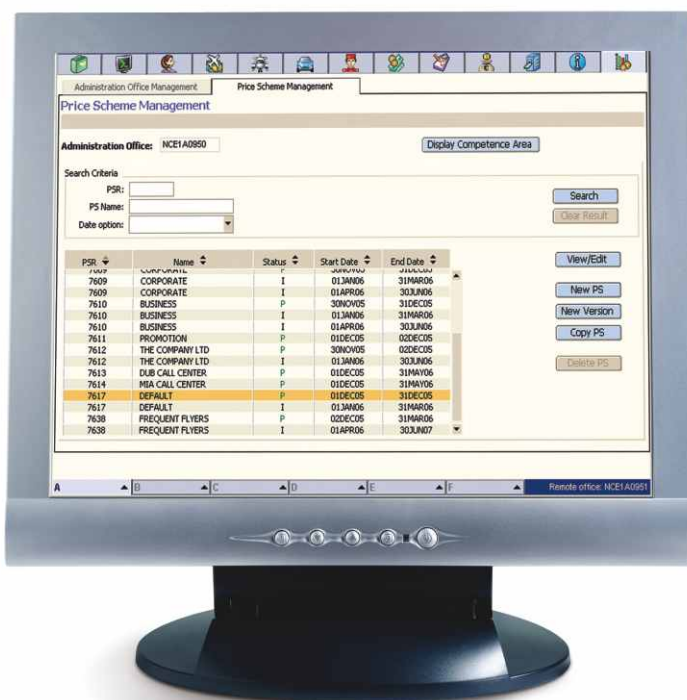 Administration Office Management Price Scheme Management
Price Scheme Management
Administration Office: NCE1A0950 Display Competence Area
Search Criteria
PSR:
PS Name:
Date option:
Search
Clear Result
PSR Name Status Start Date End Date
7609 CORPORATE P 31DEC05
7609 CORPORATE I 01JAN06 31MAR06
7609 CORPORATE I 01APR06 30JUN06
7610 BUSINESS P 30NOV05 31DEC05
7610 BUSINESS I 01JAN06 31MAR06
7610 BUSINESS I 01APR06 30JUN06
7611 PROMOTION P 01DEC05 02DEC05
7612 THE COMPANY LTD P 30NOV05 31DEC05
7612 THE COMPANY LTD I 01JAN06 30JUN06
7613 DUB CALL CENTER P 01DEC05 31MAY06
7614 MIA CALL CENTER P 01DEC05 31MAY06
7617 DEFAULT P 01DEC05 31DEC05
7617 DEFAULT I 01JAN06 31MAR06
7638 FREQUENT FLYERS P 02DEC05 31MAR06
7638 FREQUENT FLYERS I 01APR06 30JUN07
View/Edit
New PS
New Version
Copy PS
Delete PS
A B C D E F Remote office: NCE1A0951